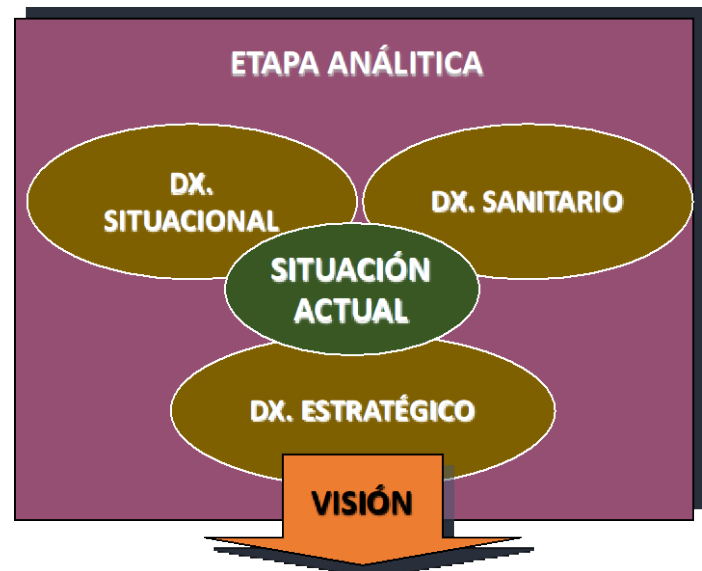 ETAPA ANÁLITICA
DX.
SITUACIONAL
DX. SANITARIO
SITUACIÓN
ACTUAL
DX. ESTRATÉGICO
VISIÓN